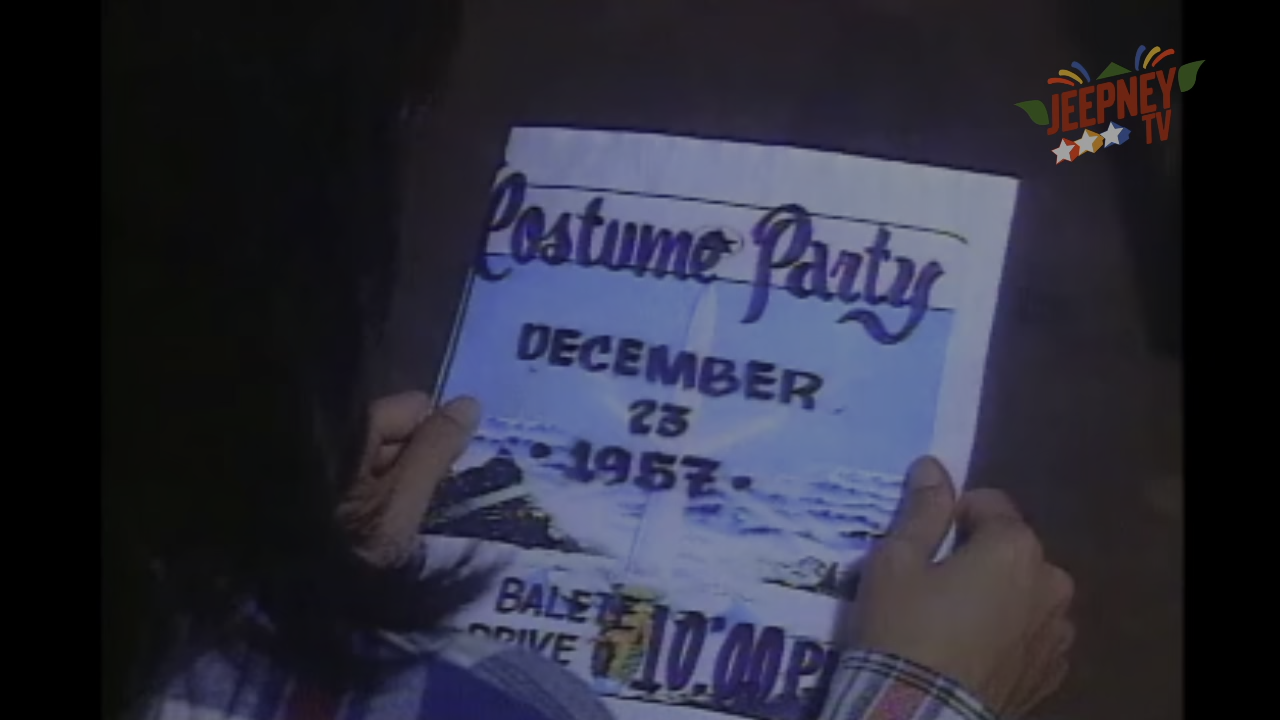 JEEPNEY
TV
Costume Party
DECEMBER
23
• 1957 •
BALETE
DRIVE
10:00 P